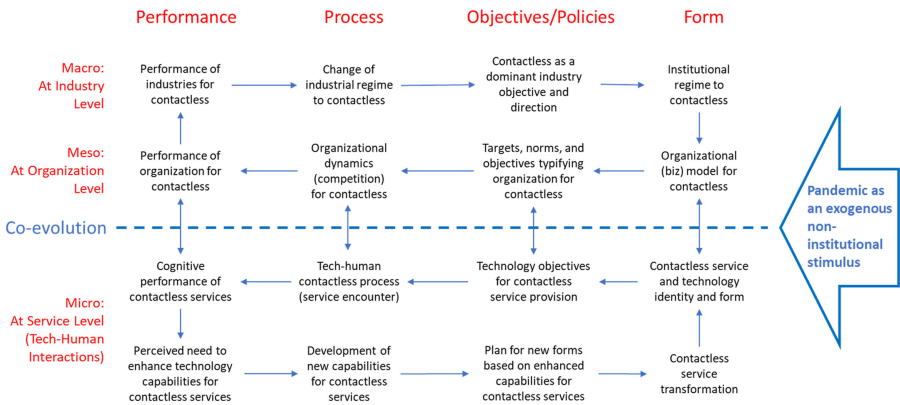 Performance
Process
Objectives/Policies
Form
Macro:
At Industry
Level
Performance of
industries for
contactless
Change of
industrial regime
to contactless
Contactless as a
dominant industry
objective and
direction
Institutional
regime to
contactless
Meso:
At Organization
Level
Performance of
organization for
contactless
Organizational
dynamics
(competition)
for contactless
Targets, norms, and
objectives typifying
organization for
contactless
Organizational
(biz) model for
contactless
Pandemic as
an exogenous
non-
institutional
stimulus
Co-evolution
Micro:
At Service Level
(Tech-Human
Interactions)
Cognitive
performance of
contactless services
Tech-human
contactless process
(service encounter)
Technology objectives
for contactless
service provision
Contactless service
and technology
identity and form
Perceived need to
enhance technology
capabilities for
contactless services
Development of
new capabilities
for contactless
services
Plan for new forms
based on enhanced
capabilities for
contactless services
Contactless
service
transformation